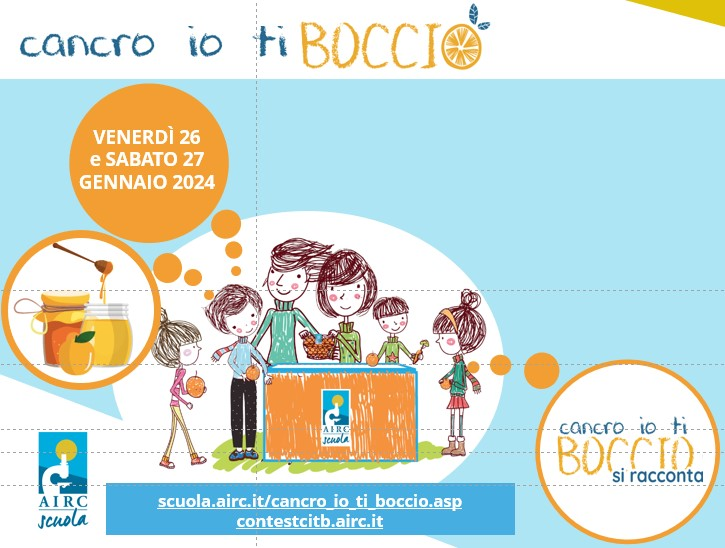 cancro io ti BOCCIO
VENERDÌ 26
e SABATO 27
GENNAIO 2024
AIRC
scuola
cancro io ti
BOCCIO
si racconta
AIRC
scuola
scuola.airc.it/cancro_io_ti_boccio.asp
contestcitb.airc.it